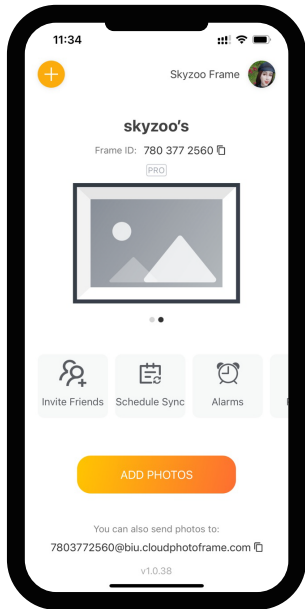 11:34
Skyzoo Frame
skyzoo's
Frame ID: 780 377 2560
PRO
Invite Friends Schedule Sync Alarms
ADD PHOTOS
You can also send photos to:
7803772560@biu.cloudphotoframe.com
v1.0.38